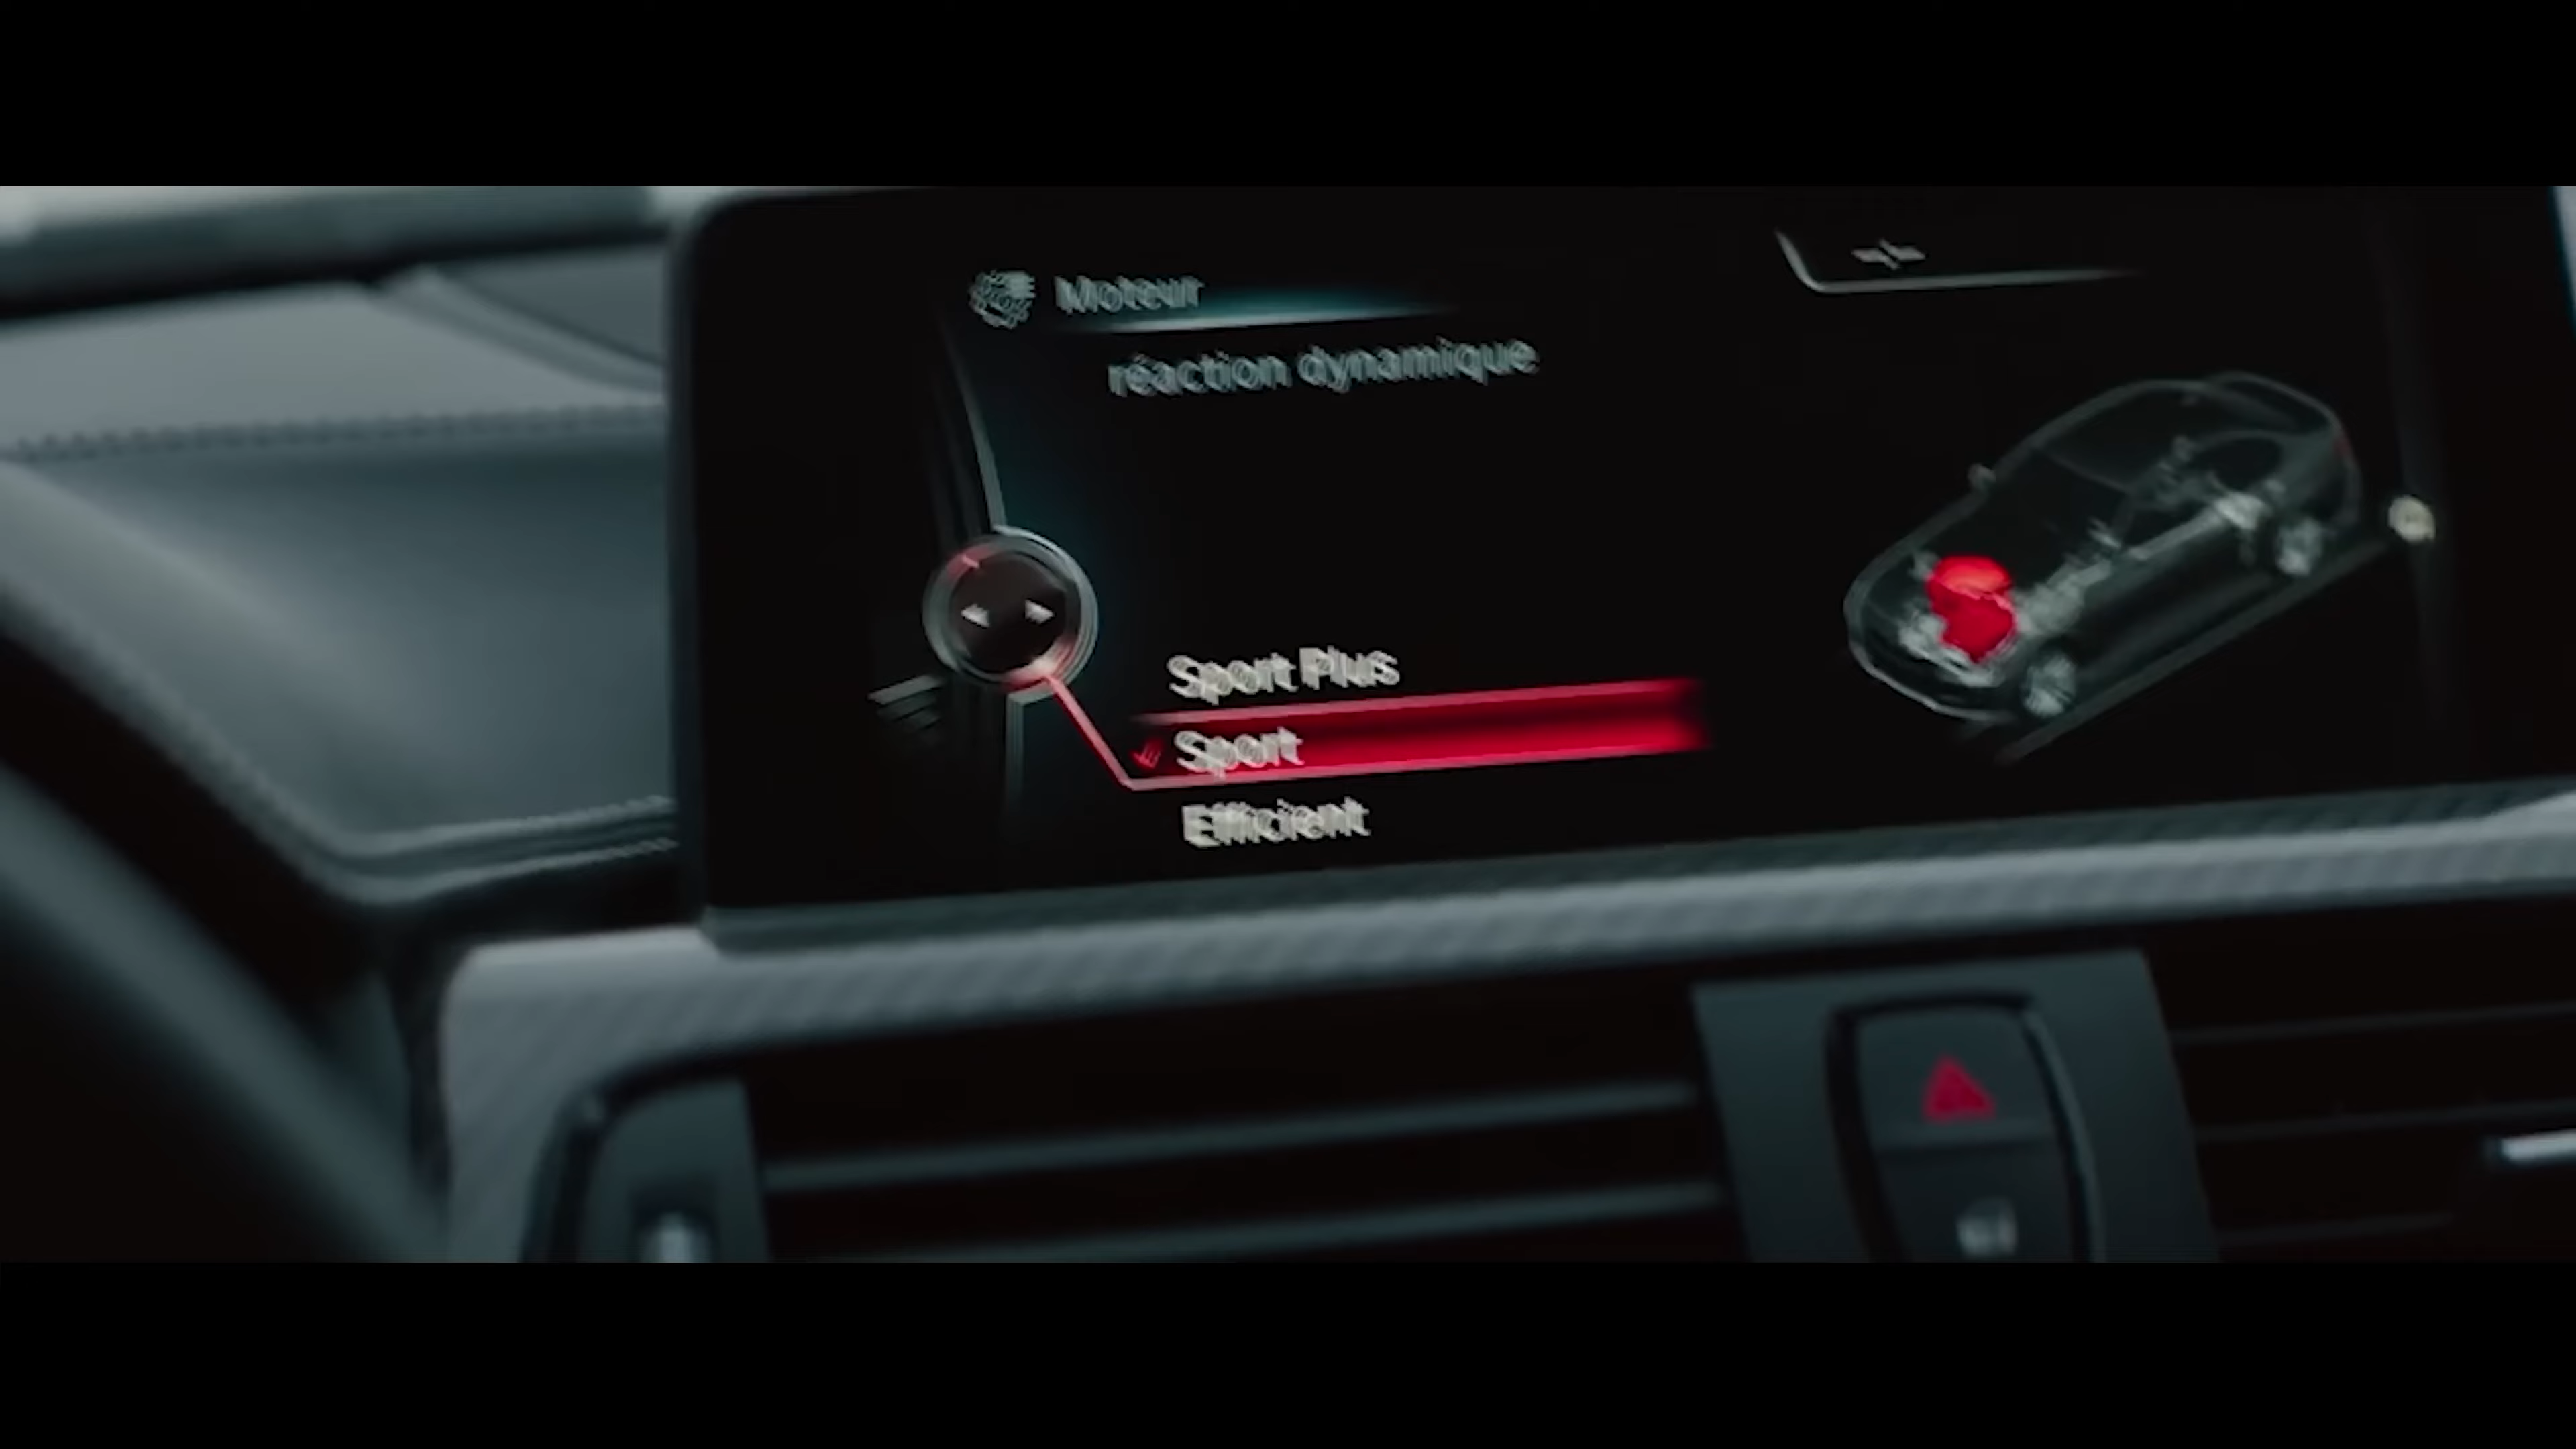 Moteur
réaction dynamique
Sport Plus
Sport
Efficient